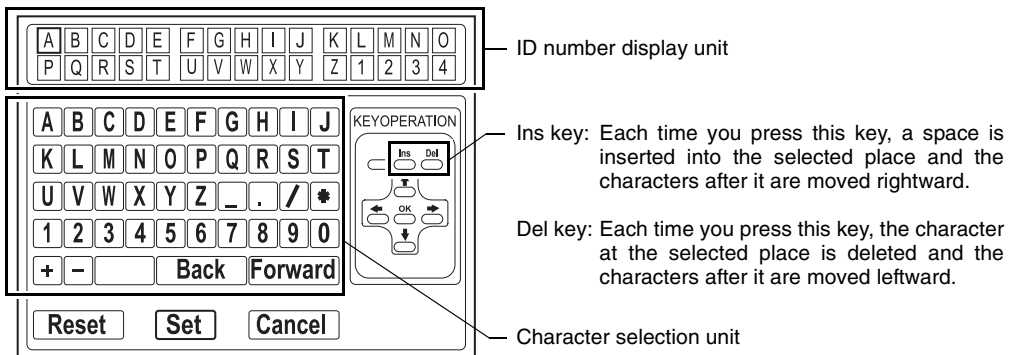 A B C D E F G H I J K L M N O
P Q R S T U V W X Y Z 1 2 3 4
ID number display unit
A B C D E F G H I J
K L M N O P Q R S T
U V W X Y Z _ . / *
1 2 3 4 5 6 7 8 9 0
+ - Back Forward
KEYOPERATION
Ins Del
OK
Ins key: Each time you press this key, a space is
inserted into the selected place and the
characters after it are moved rightward.
Del key: Each time you press this key, the character
at the selected place is deleted and the
characters after it are moved leftward.
Reset Set Cancel
Character selection unit